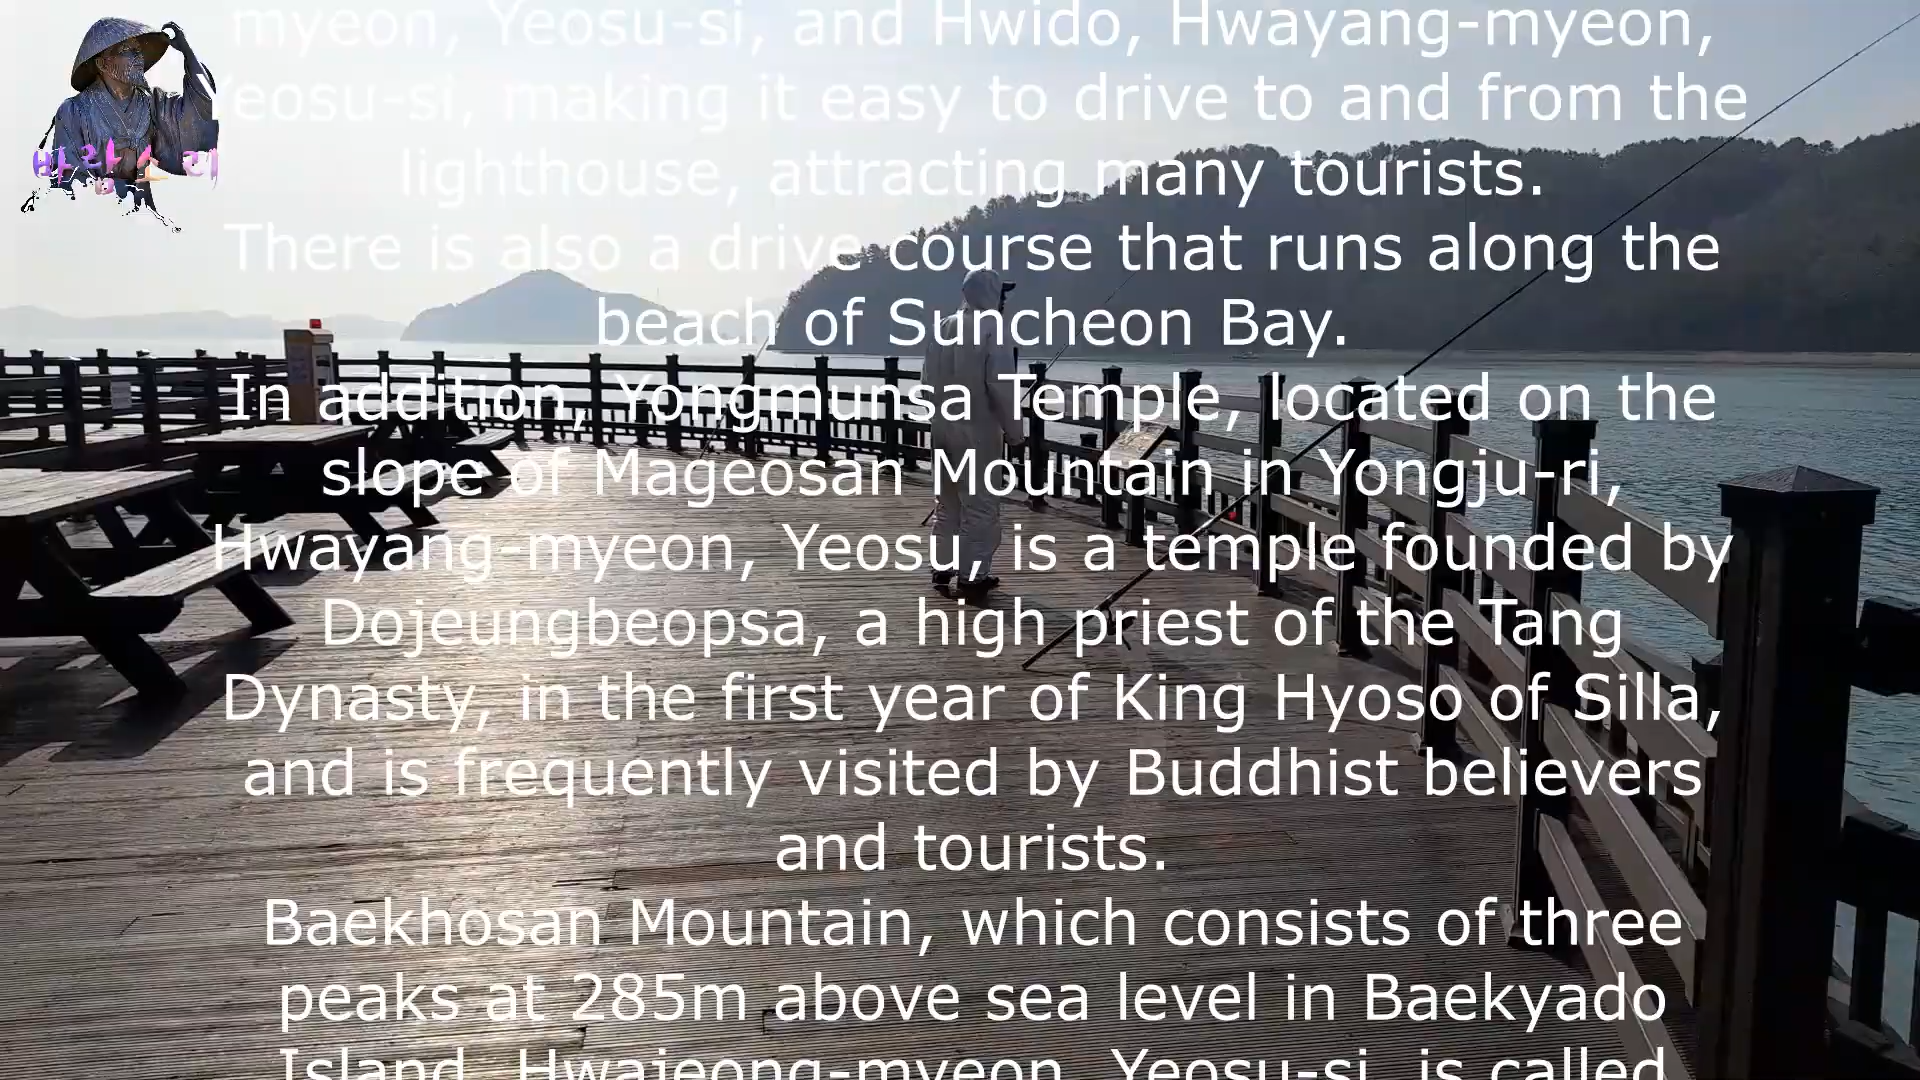 myeon, Yeosu-si, and Hwido, Hwayang-myeon,
Yeosu-si, making it easy to drive to and from the
lighthouse, attracting many tourists.
There is also a drive course that runs along the
beach of Suncheon Bay.
In addition, Yongmunsa Temple, located on the
slope of Mageosan Mountain in Yongju-ri,
Hwayang-myeon, Yeosu, is a temple founded by
Dojeungbeopsa, a high priest of the Tang
Dynasty, in the first year of King Hyoso of Silla,
and is frequently visited by Buddhist believers
and tourists.
Baekhosan Mountain, which consists of three
peaks at 285m above sea level in Baekyado
Island, Hwajeong-myeon, Yeosu-si, is called
바람소리